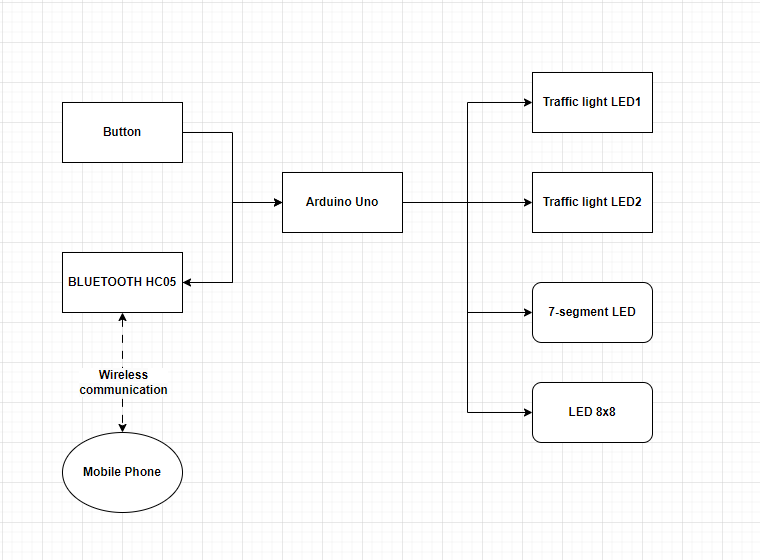 Button
Arduino Uno
BLUETOOTH HC05
Wireless
communication
Mobile Phone
Traffic light LED1
Traffic light LED2
7-segment LED
LED 8x8